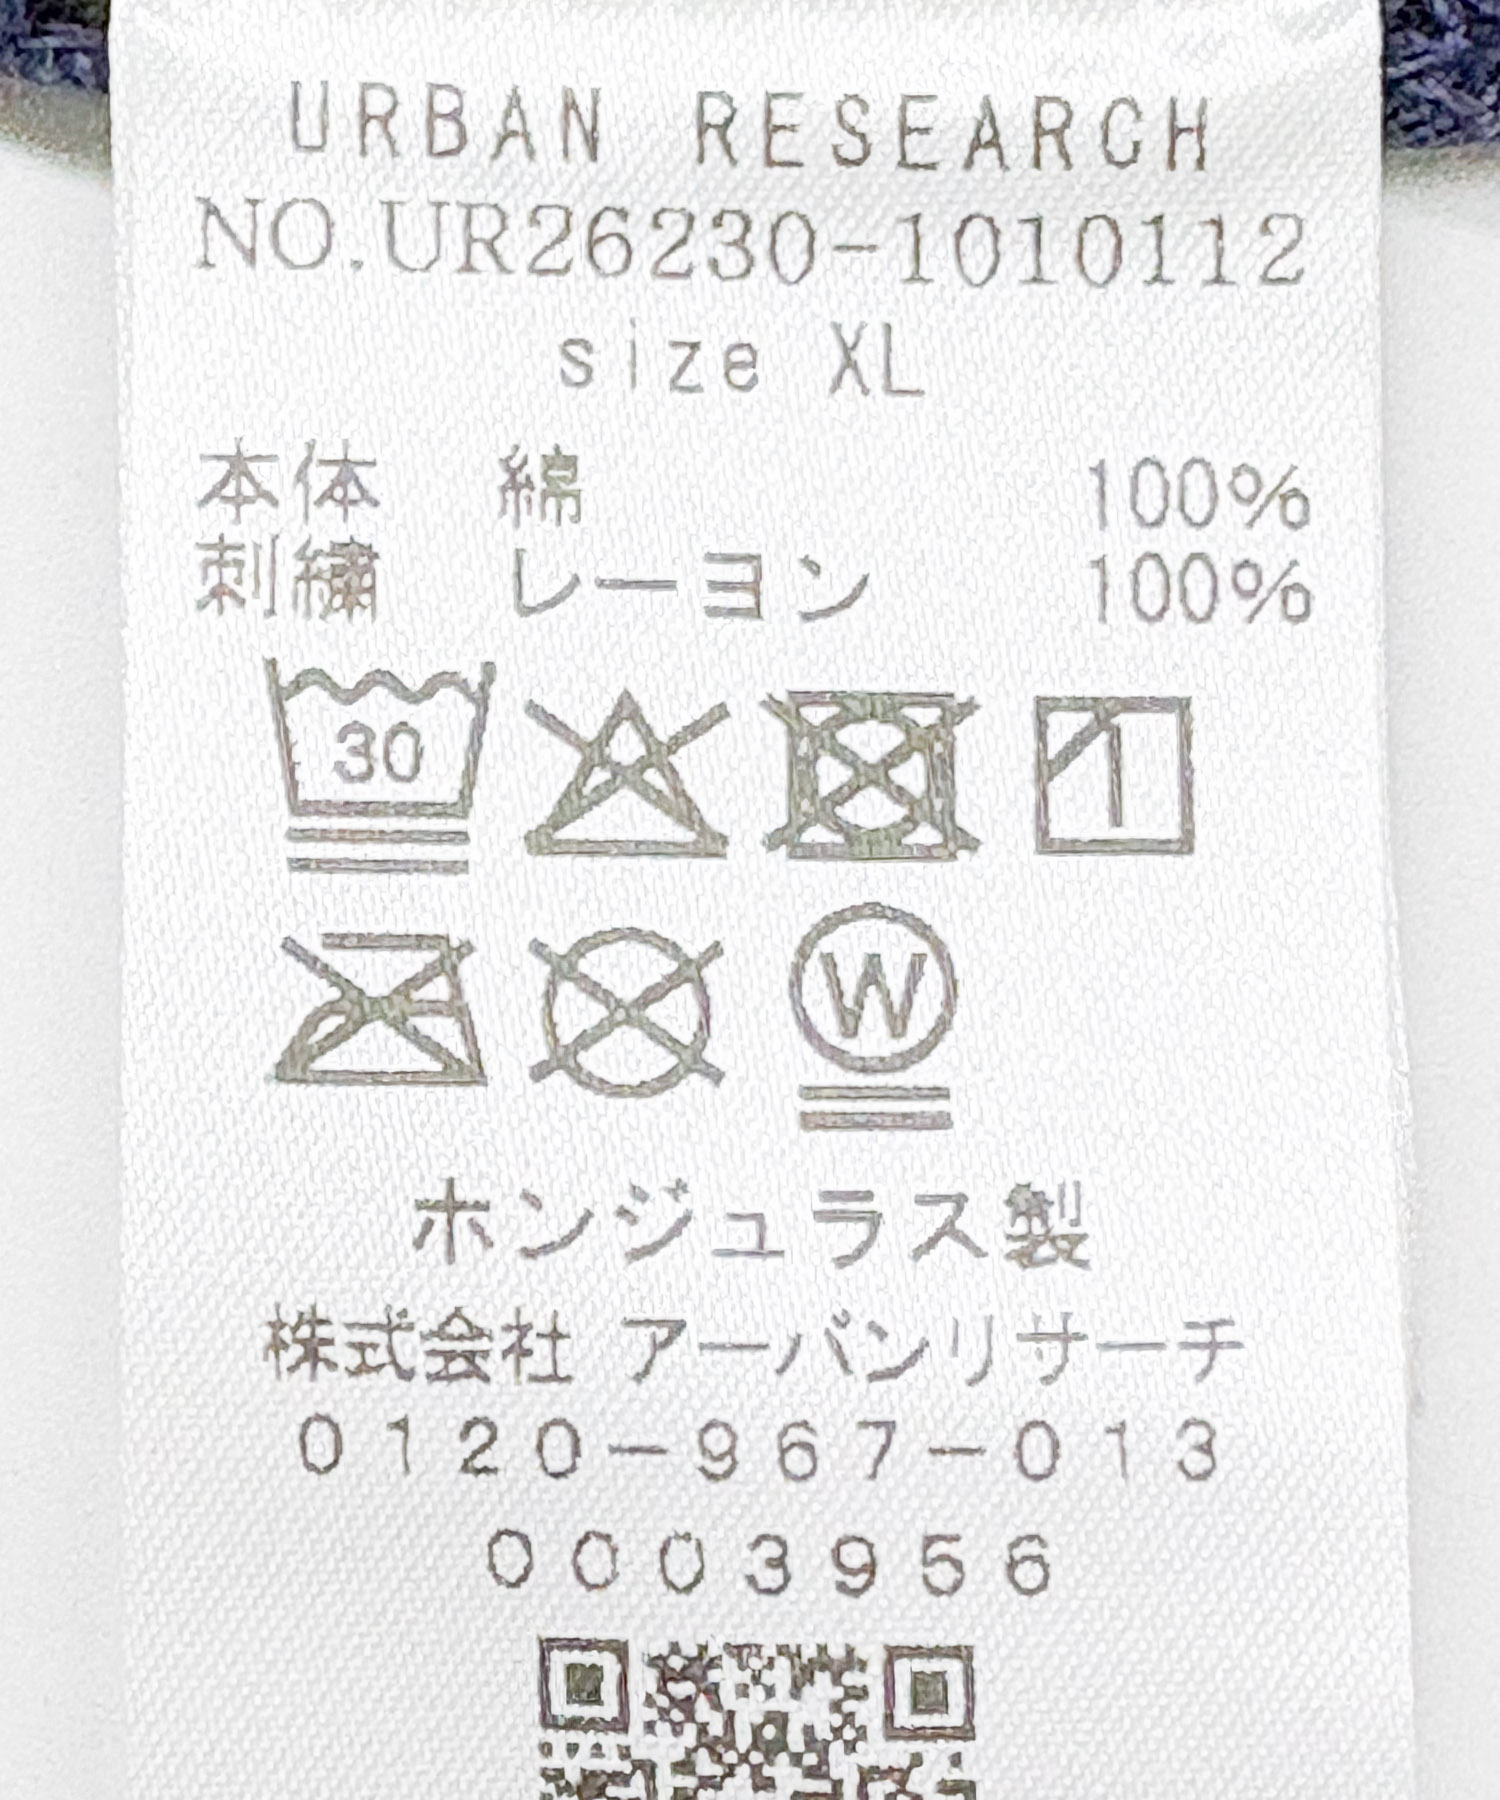 URBAN RESEARCH
NO.UR26230-1010112
size XL
本体 綿 100%
刺繍 レーヨン 100%
30
W
ホンジュラス製
株式会社 アーバンリサーチ
0120-967-013
0003956